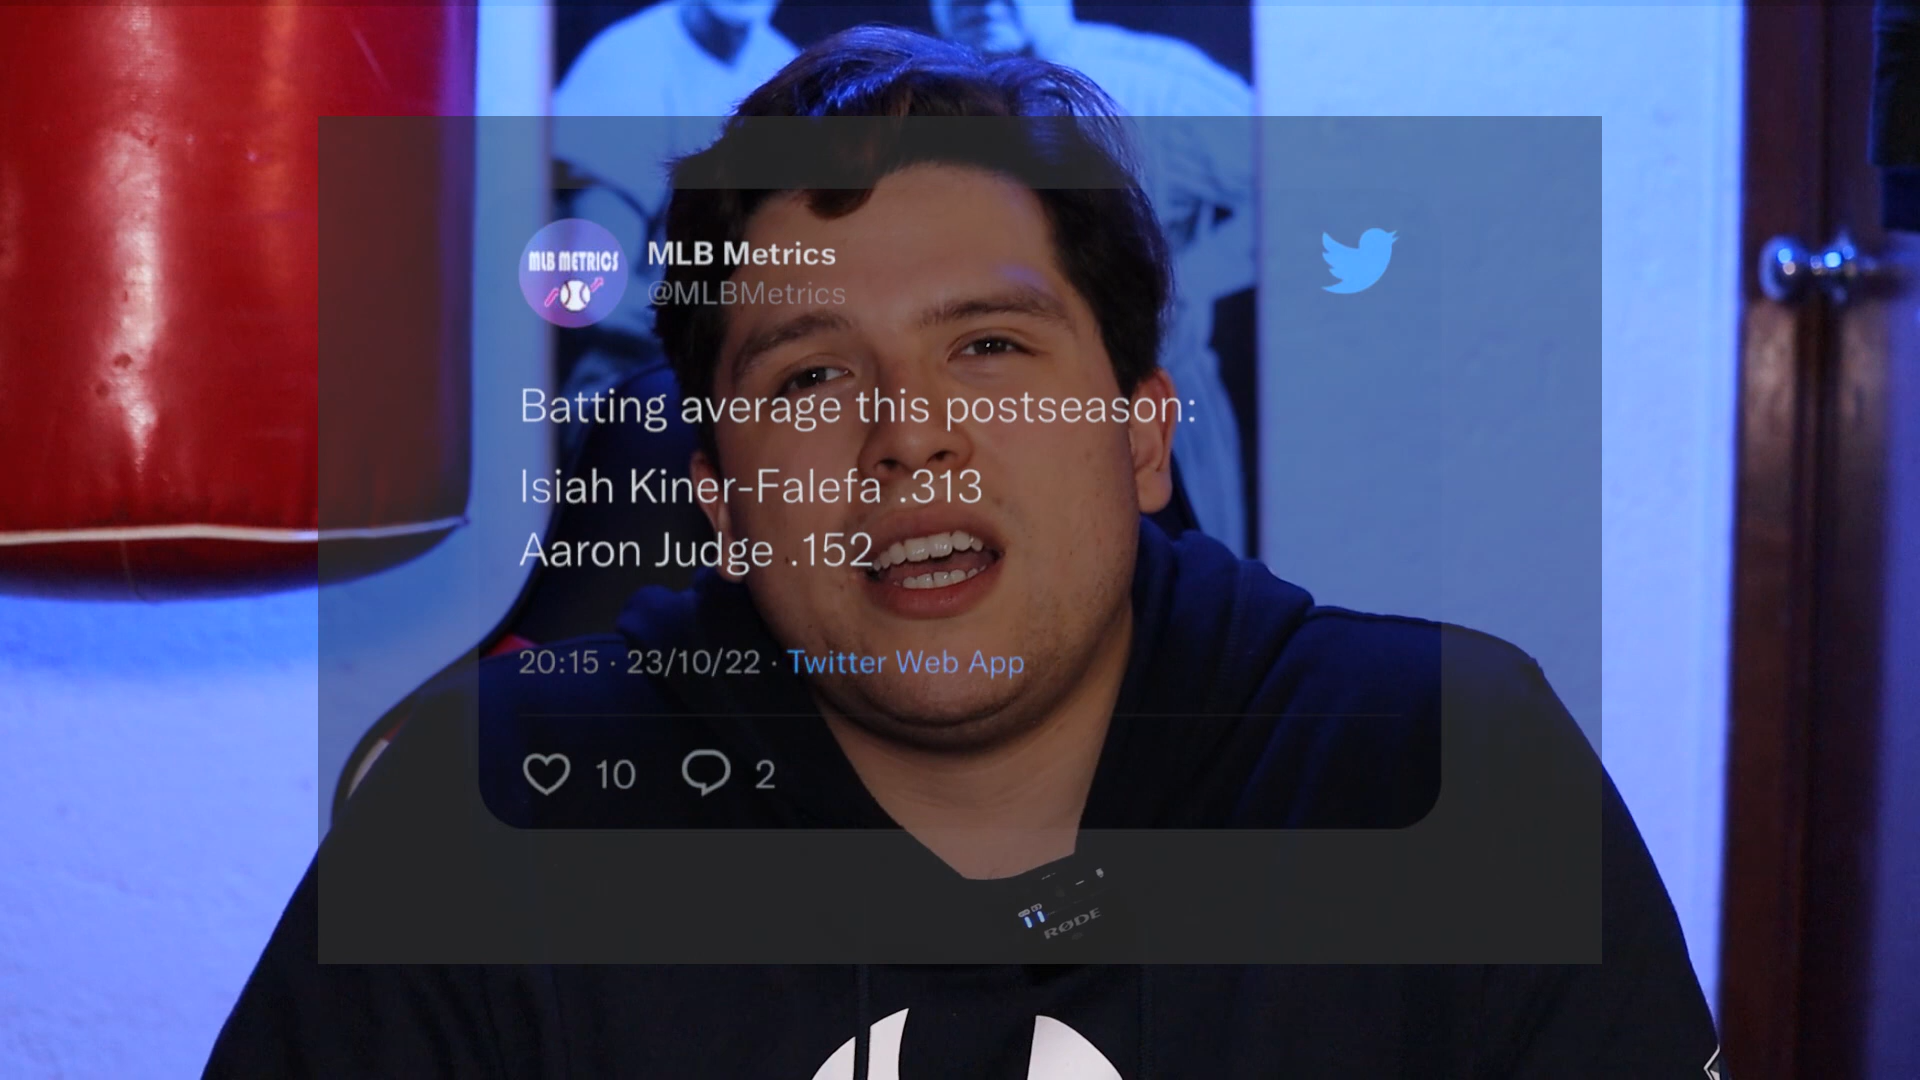 MLB METRICS
MLB Metrics
@MLBMetrics
Batting average this postseason:
Isiah Kiner-Falefa .313
Aaron Judge .152
20:15 · 23/10/22 · Twitter Web App
10 2
RØDE